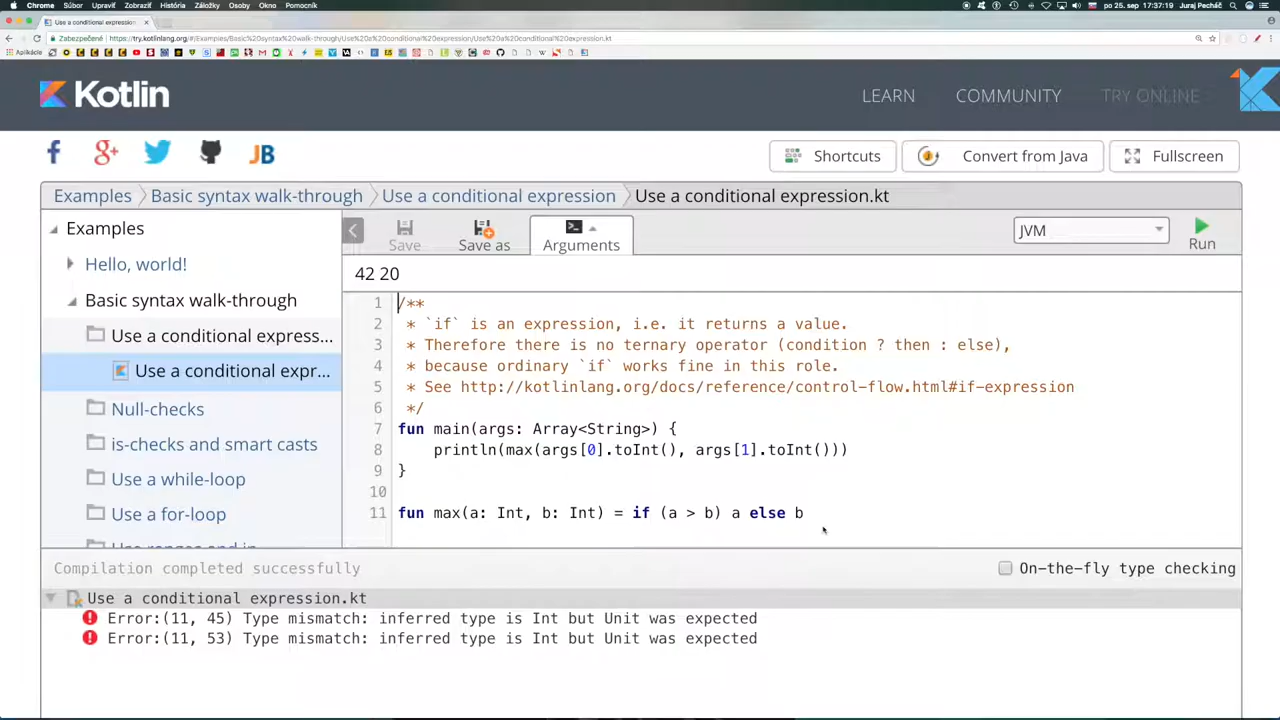 Chrome Súbor Upraviť Zobraziť História Záložky Osoby Okno Pomocník
po 25. sep 17:37:19 Juraj Pecháč
Use a conditional expression
Zabezpečené https://try.kotlinlang.org/#/Examples/Basic%20syntax%20walk-through/Use%20a%20conditional%20expression/Use%20a%20conditional%20expression.kt
Aplikácie
Kotlin
LEARN COMMUNITY TRY ONLINE
f g+ JB
Shortcuts Convert from Java Fullscreen
Examples Basic syntax walk-through Use a conditional expression Use a conditional expression.kt
Examples
Hello, world!
Basic syntax walk-through
Use a conditional express...
Use a conditional expr...
Null-checks
is-checks and smart casts
Use a while-loop
Use a for-loop
Use ranges and in
Save Save as Arguments
JVM
Run
42 20
1 /**
2 * `if` is an expression, i.e. it returns a value.
3 * Therefore there is no ternary operator (condition ? then : else),
4 * because ordinary `if` works fine in this role.
5 * See http://kotlinlang.org/docs/reference/control-flow.html#if-expression
6 */
7 fun main(args: Array<String>) {
8 println(max(args[0].toInt(), args[1].toInt()))
9 }
10
11 fun max(a: Int, b: Int) = if (a > b) a else b
Compilation completed successfully
On-the-fly type checking
Use a conditional expression.kt
Error:(11, 45) Type mismatch: inferred type is Int but Unit was expected
Error:(11, 53) Type mismatch: inferred type is Int but Unit was expected